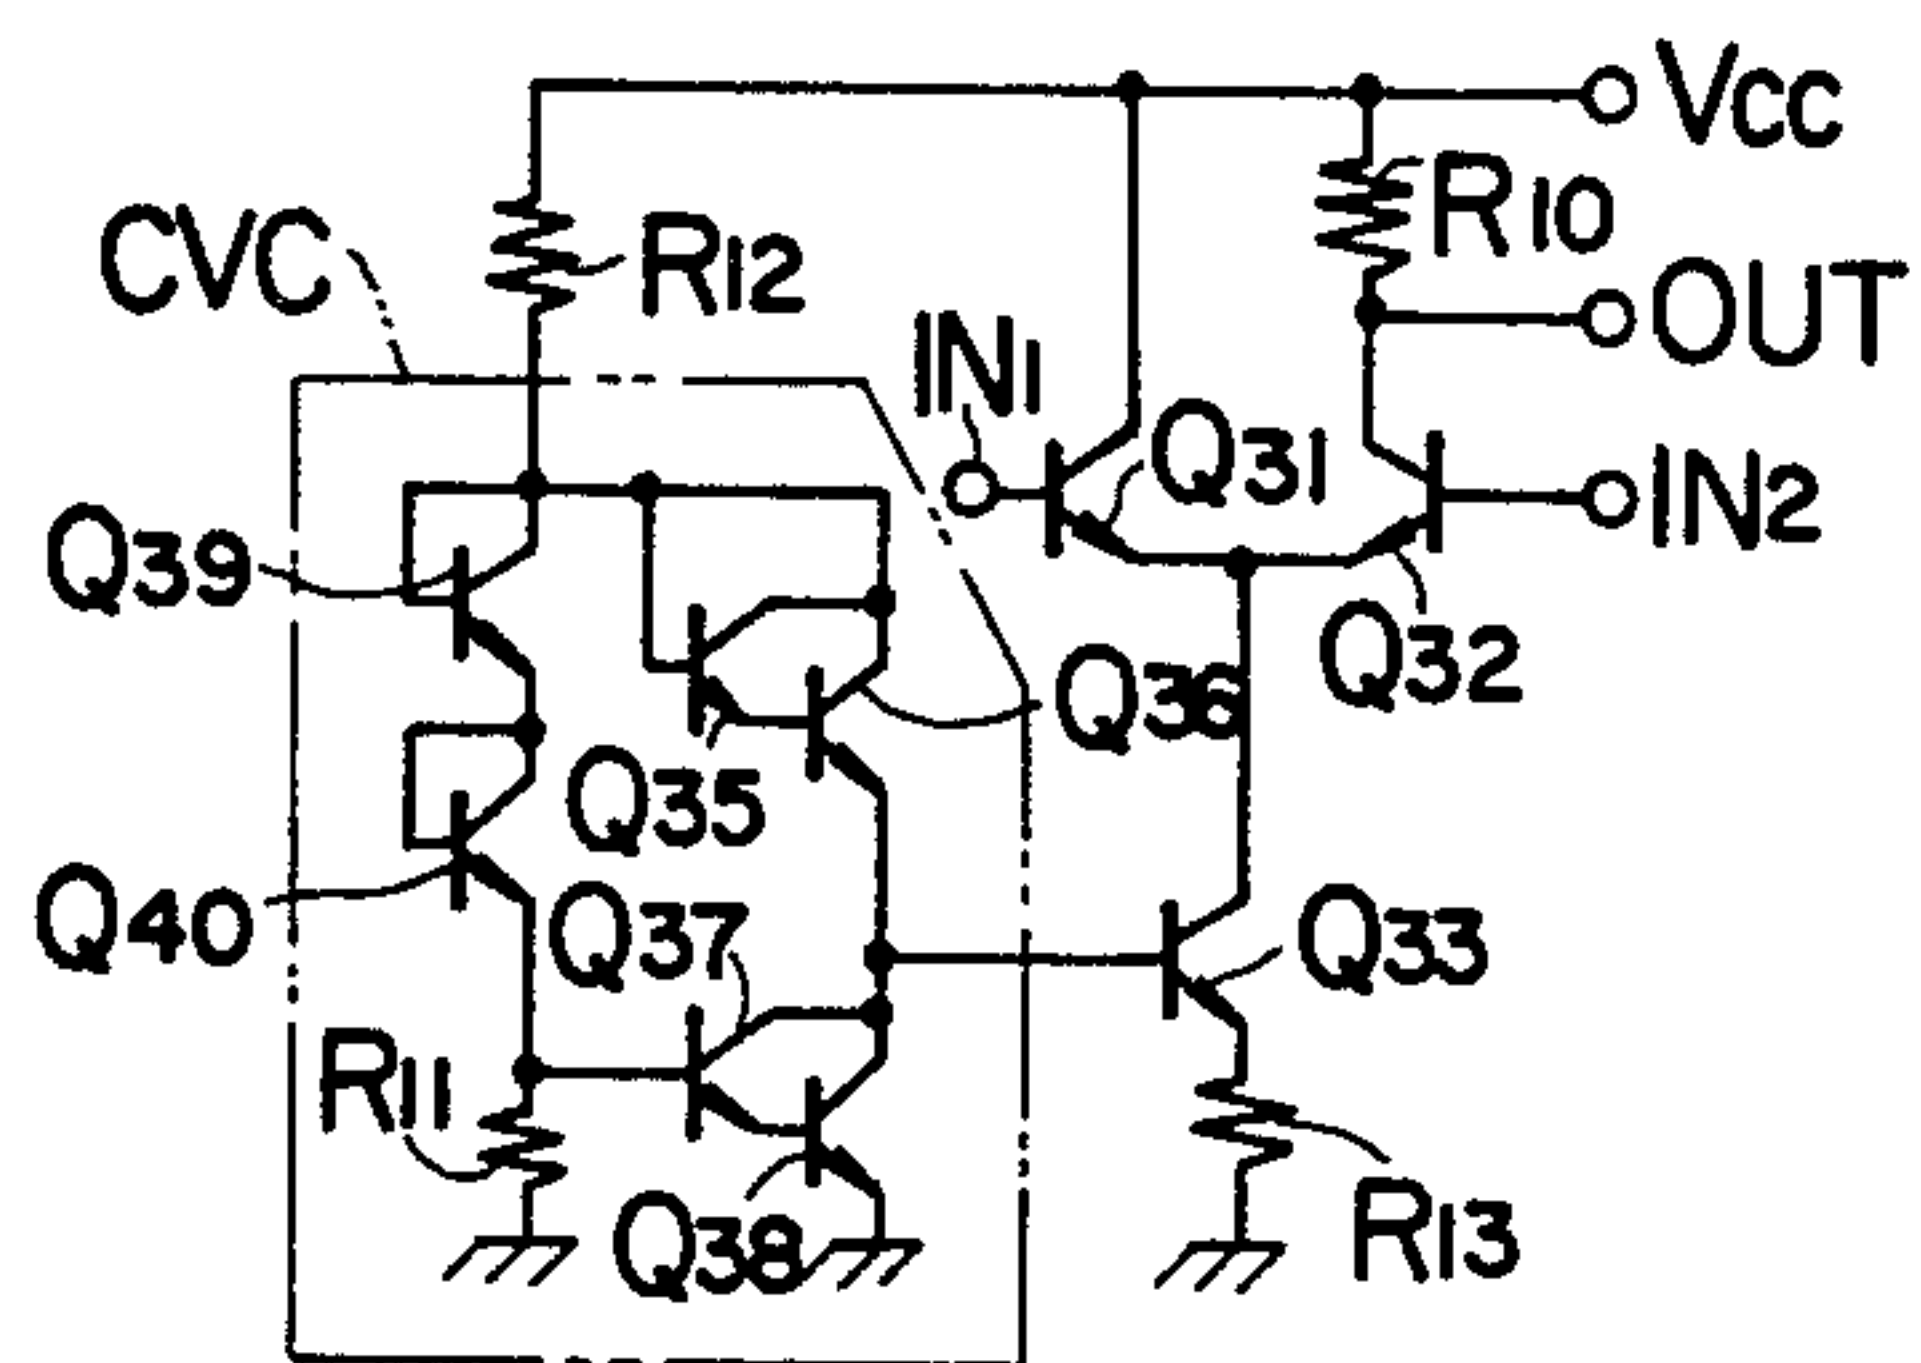 Vcc
R10
CVC
R12
OUT
IN1
Q31
IN2
Q39
Q32
Q36
Q35
Q40
Q37
Q33
R11
R13
Q38